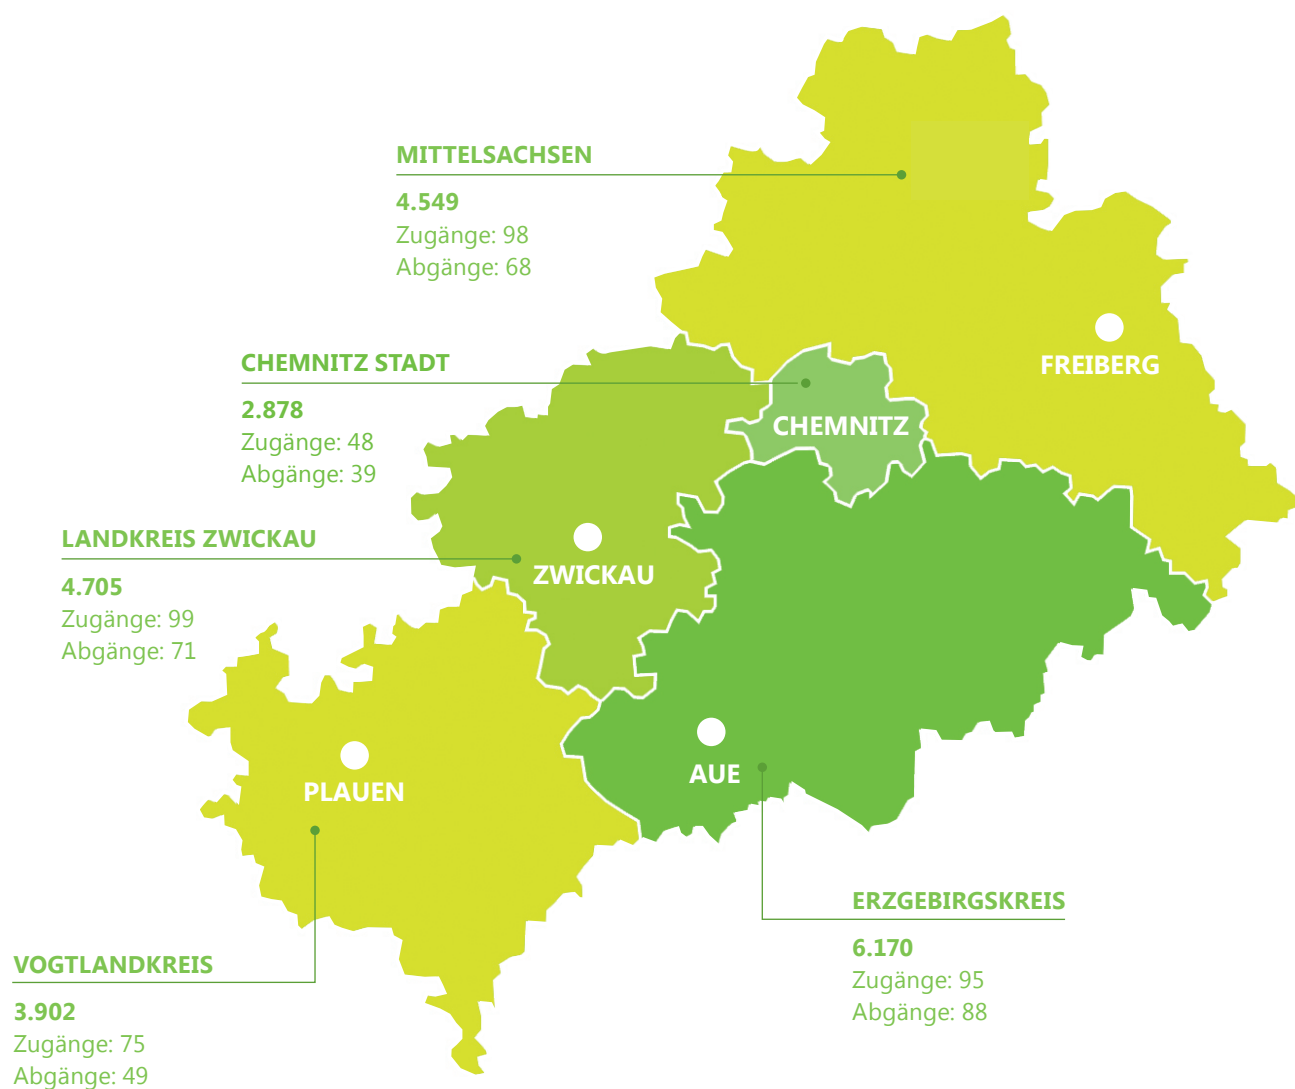 MITTELSACHSEN
4.549
Zugänge: 98
Abgänge: 68
FREIBERG
CHEMNITZ STADT
2.878
Zugänge: 48
Abgänge: 39
CHEMNITZ
LANDKREIS ZWICKAU
4.705
Zugänge: 99
Abgänge: 71
ZWICKAU
PLAUEN
AUE
ERZGEBIRGSKREIS
6.170
Zugänge: 95
Abgänge: 88
VOGTLANDKREIS
3.902
Zugänge: 75
Abgänge: 49